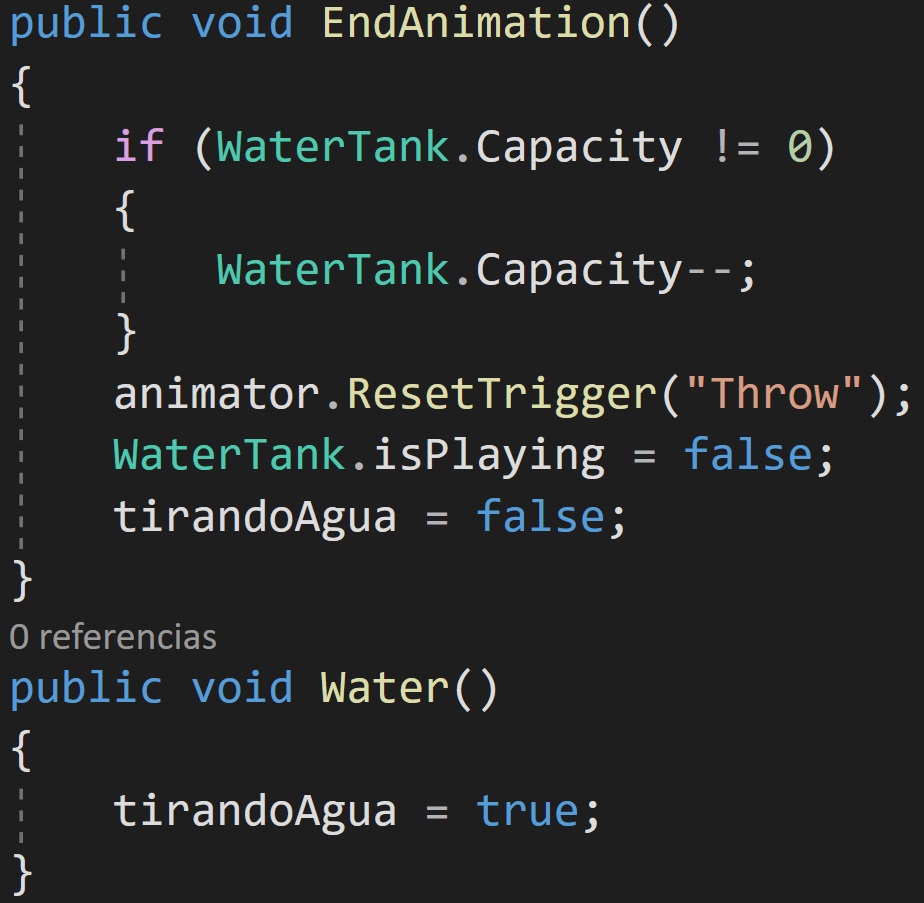 public void EndAnimation()
{
    if (WaterTank.Capacity != 0)
    {
        WaterTank.Capacity--;
    }
    animator.ResetTrigger("Throw");
    WaterTank.isPlaying = false;
    tirandoAgua = false;
}
0 referencias
public void Water()
{
    tirandoAgua = true;
}